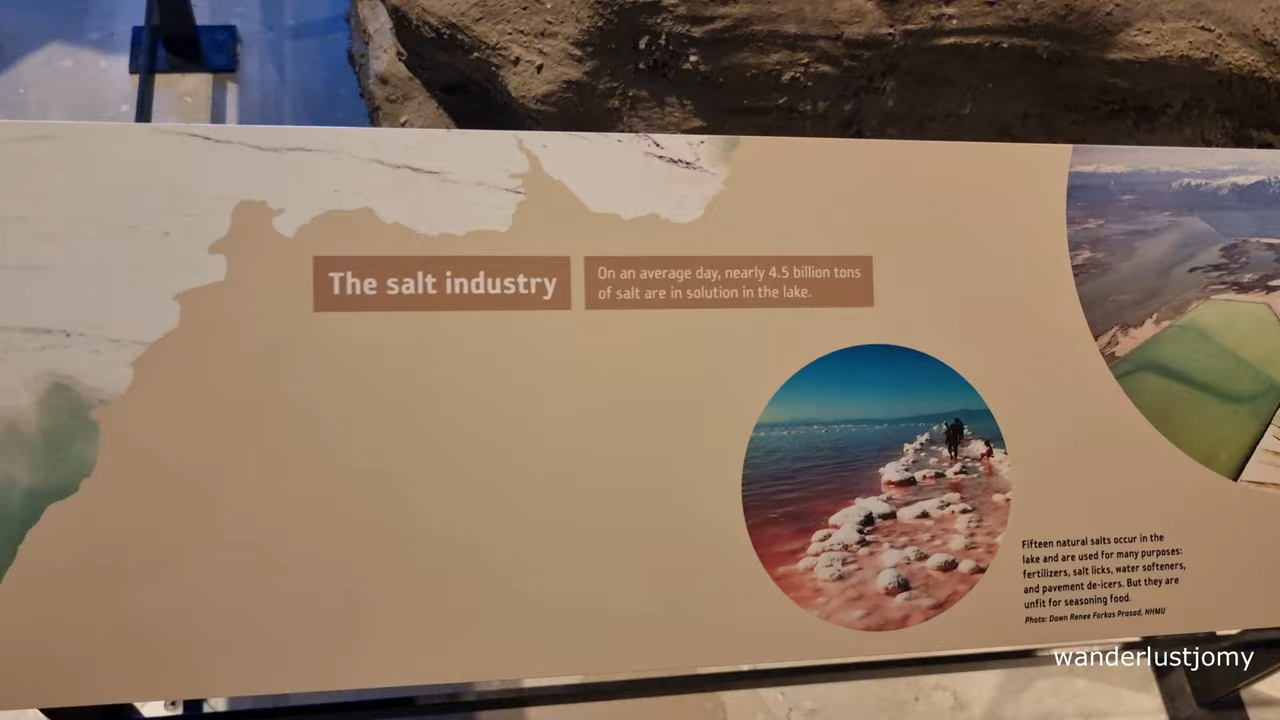 The salt industry
On an average day, nearly 4.5 billion tons
of salt are in solution in the lake.
Fifteen natural salts occur in the
lake and are used for many purposes:
fertilizers, salt licks, water softeners,
and pavement de-icers. But they are
unfit for seasoning food.
Photo: Dawn Renee Farkas Prasad, NHMU
wanderlustjomy